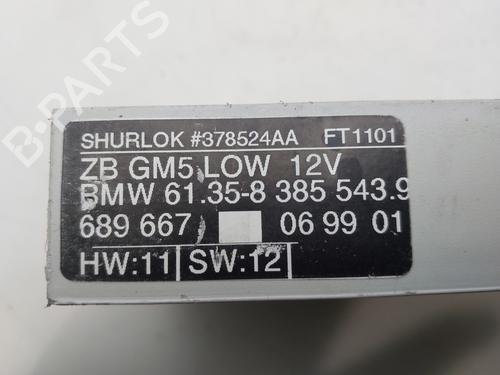 B-PARTS
SHURLOK #378524AA FT1101
ZB GM5 LOW 12V
BMW 61.35-8 385 543.9
689 667 06 99 01
HW:11 SW:12